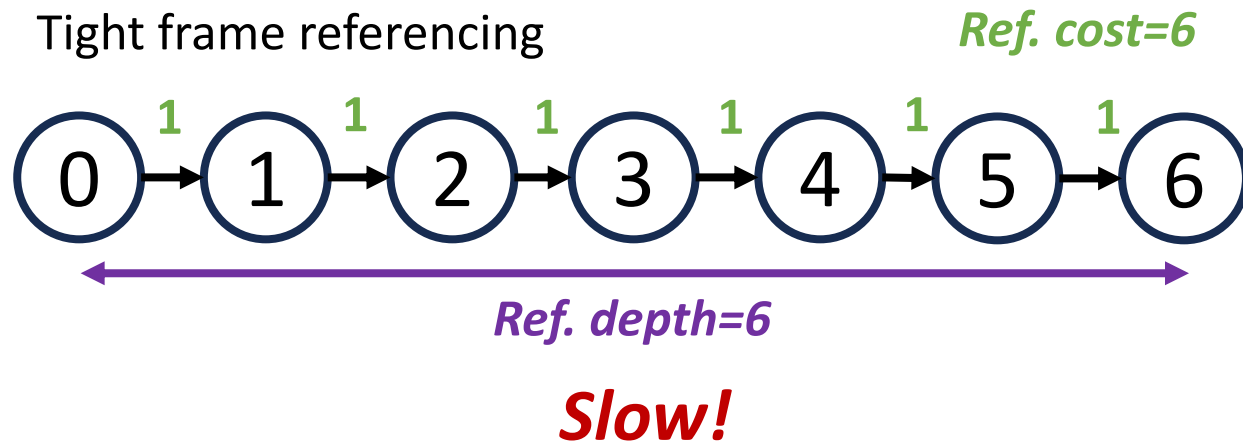 Tight frame referencing
Ref. cost=6
1 1 1 1 1 1
0 1 2 3 4 5 6
Ref. depth=6
Slow!